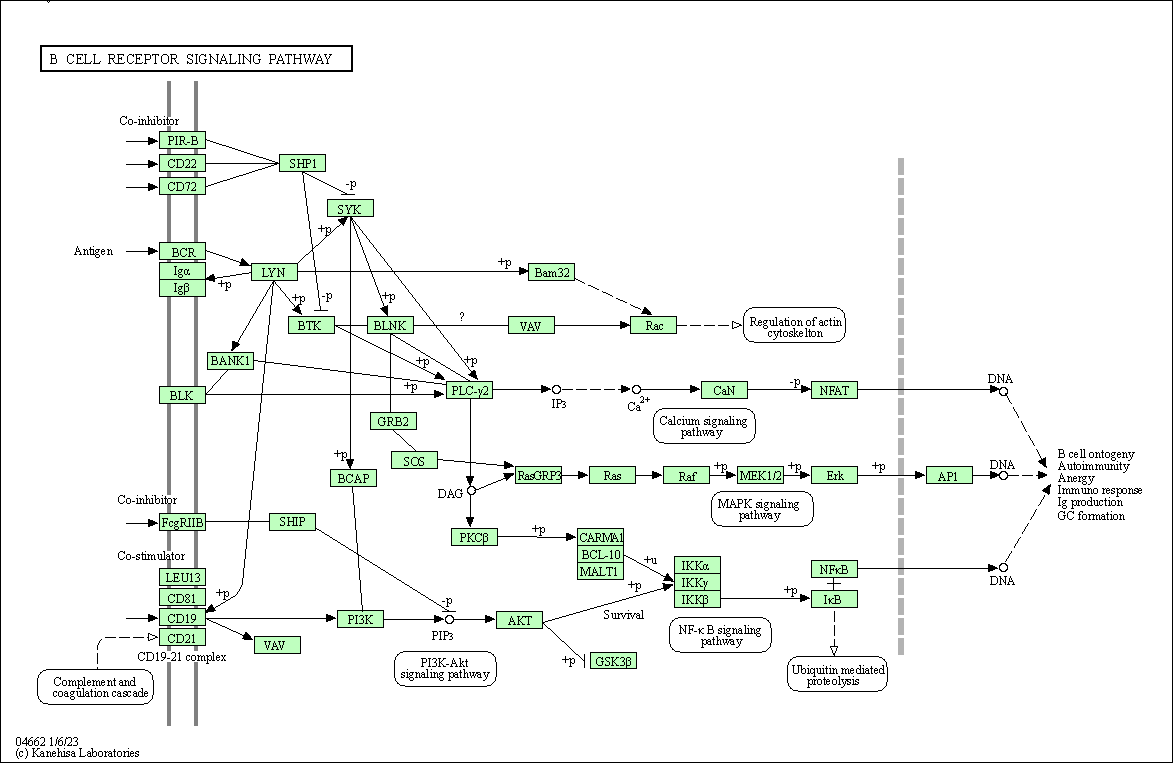 B CELL RECEPTOR SIGNALING PATHWAY
Co-inhibitor
PIR-B
CD22
SHP1
CD72
-p
SYK
+p
Antigen
BCR
Igα
Igβ
+p
LYN
+p
Bam32
+p
-p
+p
BTK
BLNK
?
VAV
Rac
Regulation of actin
cytoskelton
BANK1
+p
+p
BLK
+p
PLC-γ2
IP3
Ca2+
CaN
-p
NFAT
DNA
GRB2
Calcium signaling
pathway
SOS
+p
BCAP
RasGRP3
Ras
Raf
+p
MEK1/2
+p
Erk
+p
AP1
DNA
DAG
MAPK signaling
pathway
B cell ontogeny
Autoimmunity
Anergy
Immuno response
Ig production
GC formation
Co-inhibitor
FcgRIIB
SHIP
PKCβ
+p
CARMA1
BCL-10
MALT1
+u
Co-stimulator
LEU13
CD81
+p
CD19
CD21
CD19-21 complex
VAV
PI3K
-p
PIP3
AKT
+p
Survival
+p
GSK3β
IKKα
IKKγ
IKKβ
+p
NFκB
IκB
DNA
NF-κ B signaling
pathway
PI3K-Akt
signaling pathway
Ubiquitin mediated
proteolysis
Complement and
coagulation cascade
04662 1/6/23
(c) Kanehisa Laboratories